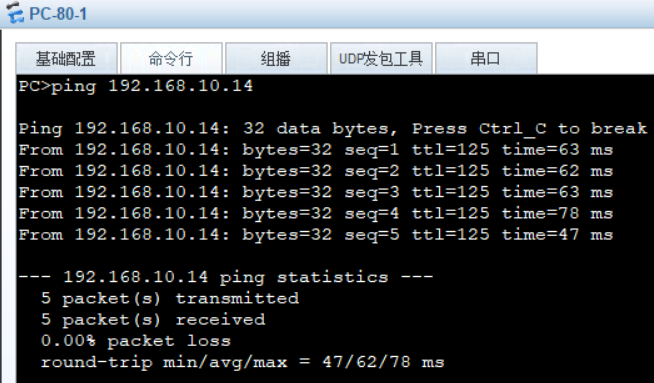 PC-80-1
基础配置 命令行 组播 UDP发包工具 串口
PC>ping 192.168.10.14
Ping 192.168.10.14: 32 data bytes, Press Ctrl_C to break
From 192.168.10.14: bytes=32 seq=1 ttl=125 time=63 ms
From 192.168.10.14: bytes=32 seq=2 ttl=125 time=62 ms
From 192.168.10.14: bytes=32 seq=3 ttl=125 time=63 ms
From 192.168.10.14: bytes=32 seq=4 ttl=125 time=78 ms
From 192.168.10.14: bytes=32 seq=5 ttl=125 time=47 ms
--- 192.168.10.14 ping statistics ---
5 packet(s) transmitted
5 packet(s) received
0.00% packet loss
round-trip min/avg/max = 47/62/78 ms